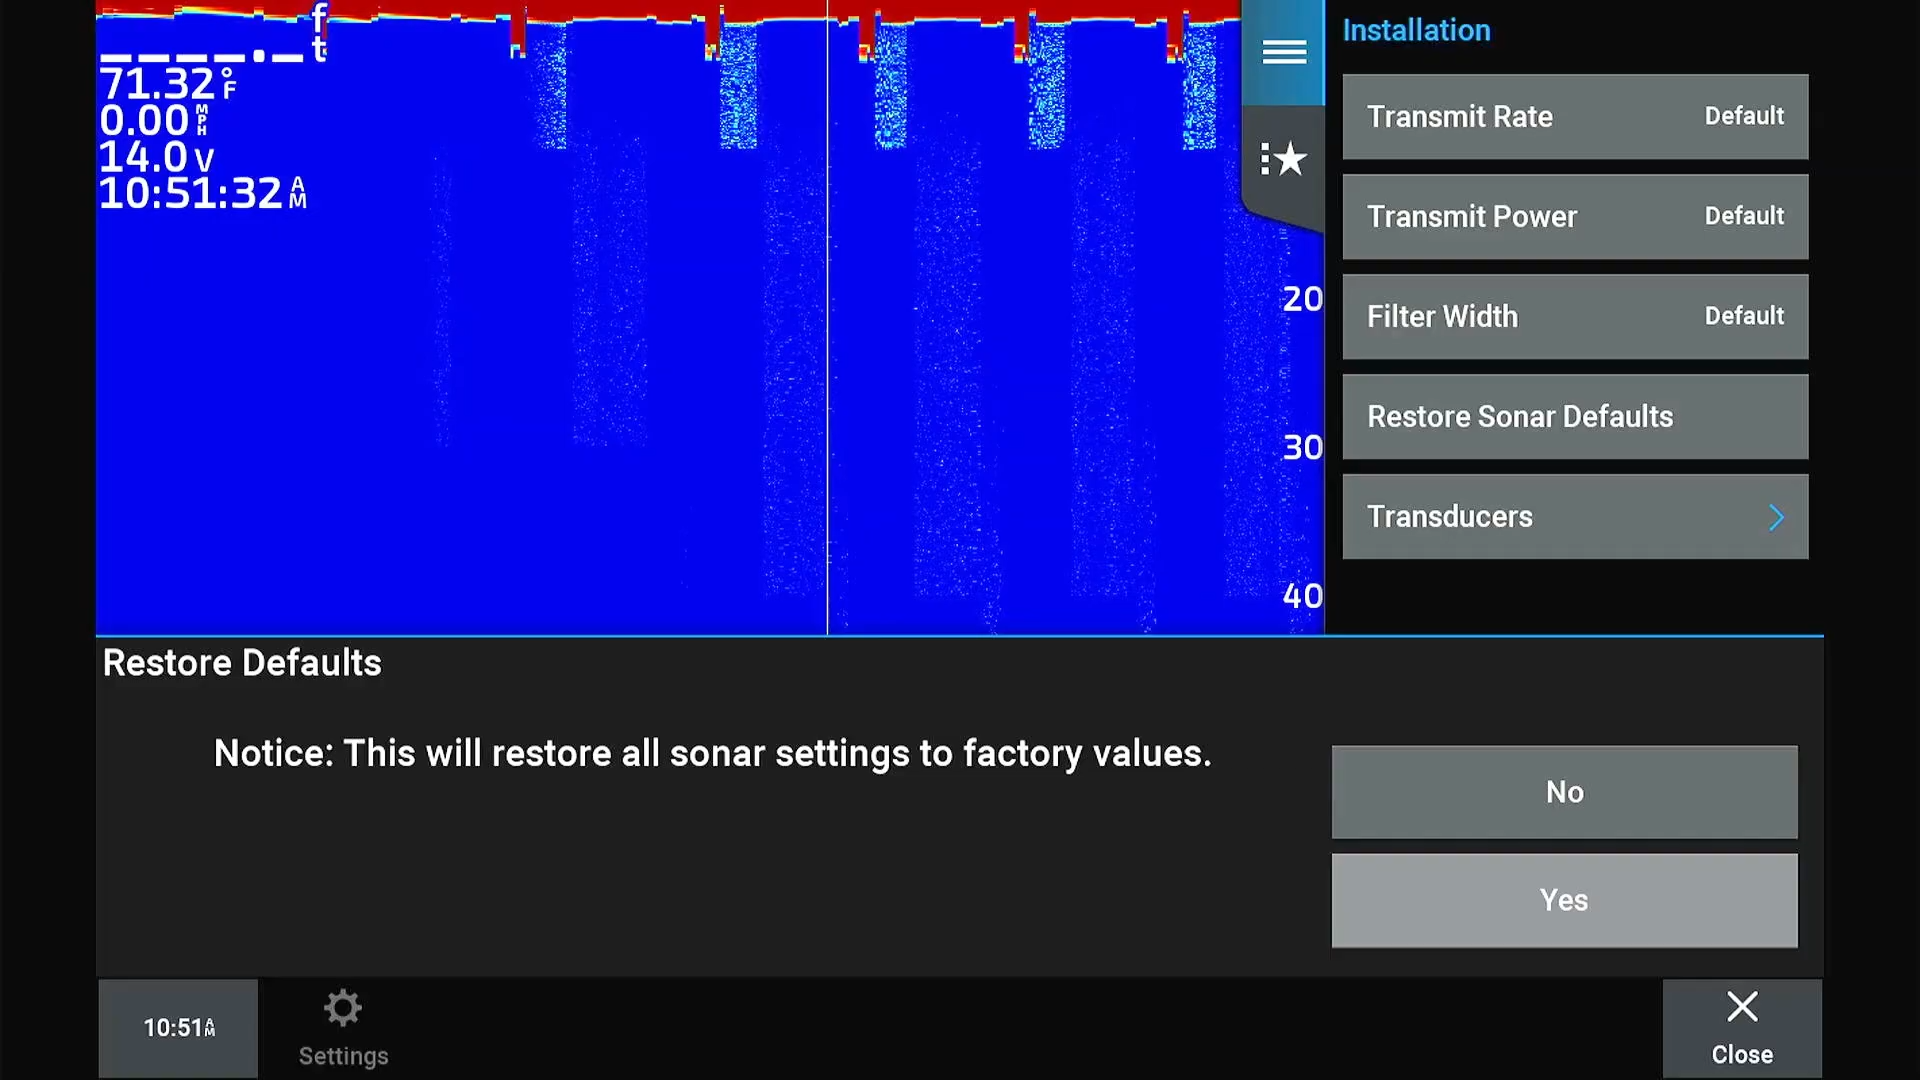 ____._ ft
71.32°F
0.00 MPH
14.0 V
10:51:32 AM
20
30
40
Installation
Transmit Rate Default
Transmit Power Default
Filter Width Default
Restore Sonar Defaults
Transducers
Restore Defaults
Notice: This will restore all sonar settings to factory values.
No
Yes
10:51 AM
Settings
Close